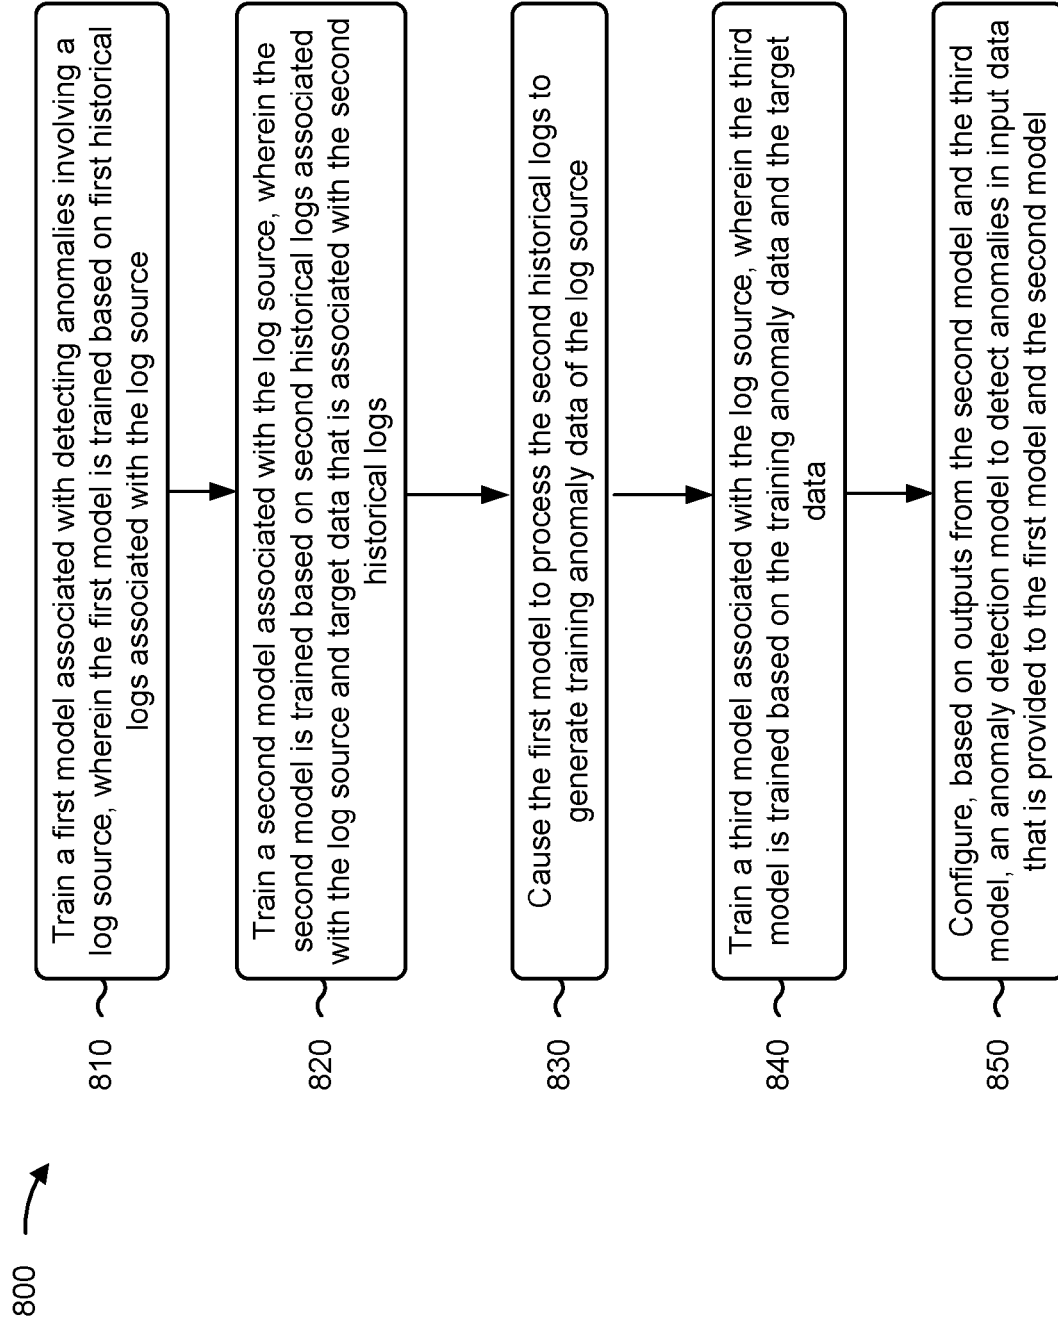 800
810
Train a first model associated with detecting anomalies involving a
log source, wherein the first model is trained based on first historical
logs associated with the log source
820
Train a second model associated with the log source, wherein the
second model is trained based on second historical logs associated
with the log source and target data that is associated with the second
historical logs
830
Cause the first model to process the second historical logs to
generate training anomaly data of the log source
840
Train a third model associated with the log source, wherein the third
model is trained based on the training anomaly data and the target
data
850
Configure, based on outputs from the second model and the third
model, an anomaly detection model to detect anomalies in input data
that is provided to the first model and the second model